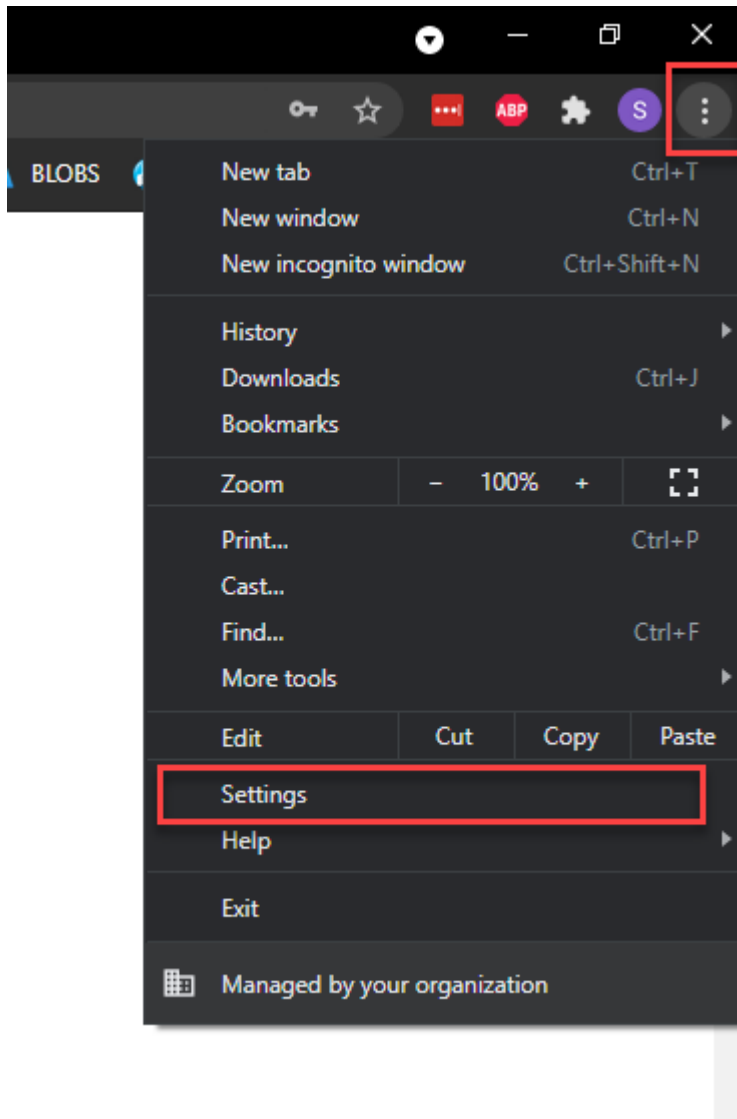 ABP
S
BLOBS
New tab Ctrl+T
New window Ctrl+N
New incognito window Ctrl+Shift+N
History
Downloads Ctrl+J
Bookmarks
Zoom - 100% +
Print... Ctrl+P
Cast...
Find... Ctrl+F
More tools
Edit Cut Copy Paste
Settings
Help
Exit
Managed by your organization